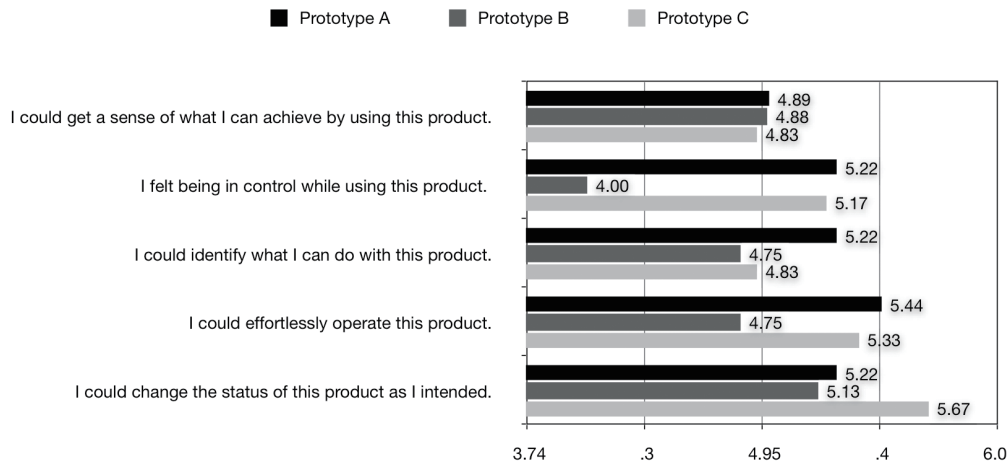 Prototype A Prototype B Prototype C
I could get a sense of what I can achieve by using this product.
4.89
4.88
4.83
I felt being in control while using this product.
5.22
4.00
5.17
I could identify what I can do with this product.
5.22
4.75
4.83
I could effortlessly operate this product.
5.44
4.75
5.33
I could change the status of this product as I intended.
5.22
5.13
5.67
3.74 .3 4.95 .4 6.0